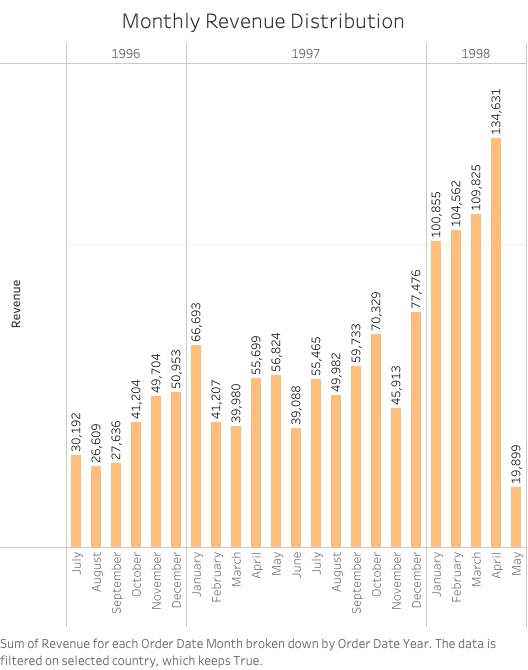 Monthly Revenue Distribution
1996 1997 1998
Revenue
30,192
26,609
27,636
41,204
49,704
50,953
66,693
41,207
39,980
55,699
56,824
39,088
55,465
49,982
59,733
70,329
45,913
77,476
100,855
104,562
109,825
134,631
19,899
July
August
September
October
November
December
January
February
March
April
May
June
July
August
September
October
November
December
January
February
March
April
May
Sum of Revenue for each Order Date Month broken down by Order Date Year. The data is
filtered on selected country, which keeps True.